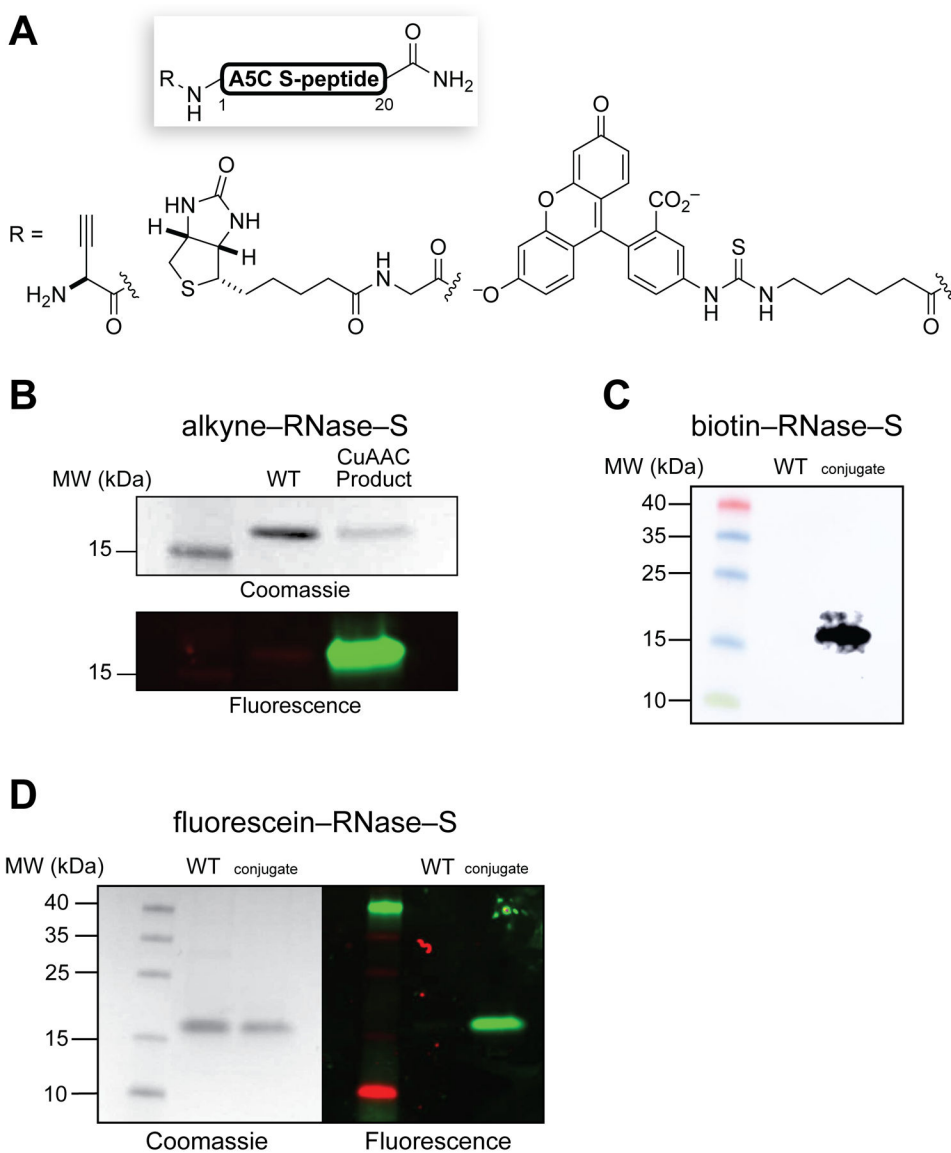 A
O
R
N
H
A5C S-peptide
NH₂
1
20
O
O
R =
HN
NH
H
H
S
H₂N
O
O
H
N
O
O
CO₂⁻
⁻O
S
N
H
N
H
O
B
alkyne–RNase–S
MW (kDa)
WT
CuAAC
Product
15
Coomassie
15
Fluorescence
C
biotin–RNase–S
MW (kDa)
WT conjugate
40
35
25
15
10
D
fluorescein–RNase–S
MW (kDa)
WT conjugate
WT conjugate
40
35
25
15
10
Coomassie
Fluorescence